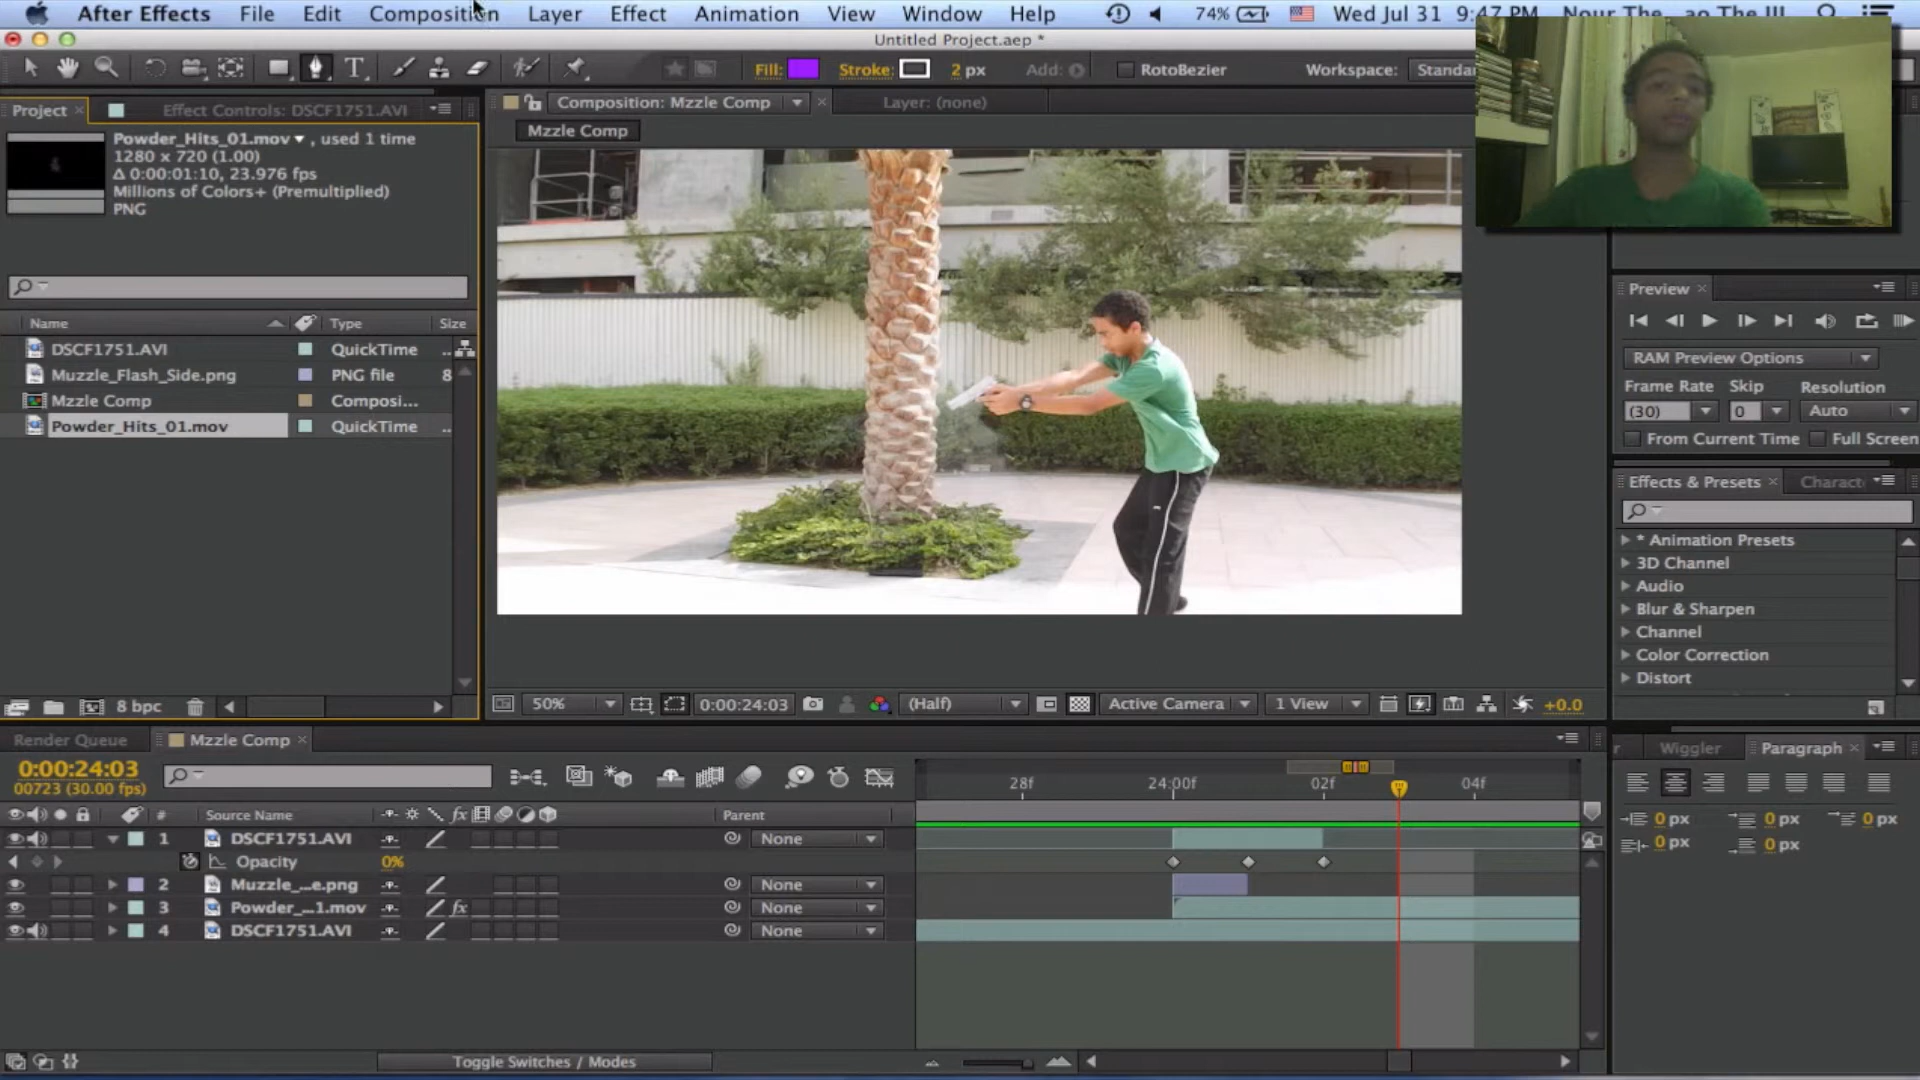 After Effects File Edit Composition Layer Effect Animation View Window Help 74% Wed Jul 31 9:47 PM Nour The ...ao The III
Untitled Project.aep *
T Fill: Stroke: 2 px Add: RotoBezier Workspace: Standa
Project Effect Controls: DSCF1751.AVI Composition: Mzzle Comp Layer: (none)
Mzzle Comp
Powder_Hits_01.mov , used 1 time
1280 x 720 (1.00)
Δ 0:00:01:10, 23.976 fps
Millions of Colors+ (Premultiplied)
PNG
Name Type Size
DSCF1751.AVI QuickTime ..
Muzzle_Flash_Side.png PNG file 8
Mzzle Comp Composi...
Powder_Hits_01.mov QuickTime ..
8 bpc
50% 0:00:24:03 (Half) Active Camera 1 View +0.0
Preview
RAM Preview Options
Frame Rate Skip Resolution
(30) 0 Auto
From Current Time Full Screen
Effects & Presets Charact
* Animation Presets
3D Channel
Audio
Blur & Sharpen
Channel
Color Correction
Distort
Render Queue Mzzle Comp
0:00:24:03
00723 (30.00 fps)
28f 24:00f 02f 04f
# Source Name fx Parent
1 DSCF1751.AVI None
Opacity 0%
2 Muzzle_...e.png None
3 Powder_...1.mov fx None
4 DSCF1751.AVI None
Toggle Switches / Modes
r Wiggler Paragraph
0 px 0 px 0 px
0 px 0 px